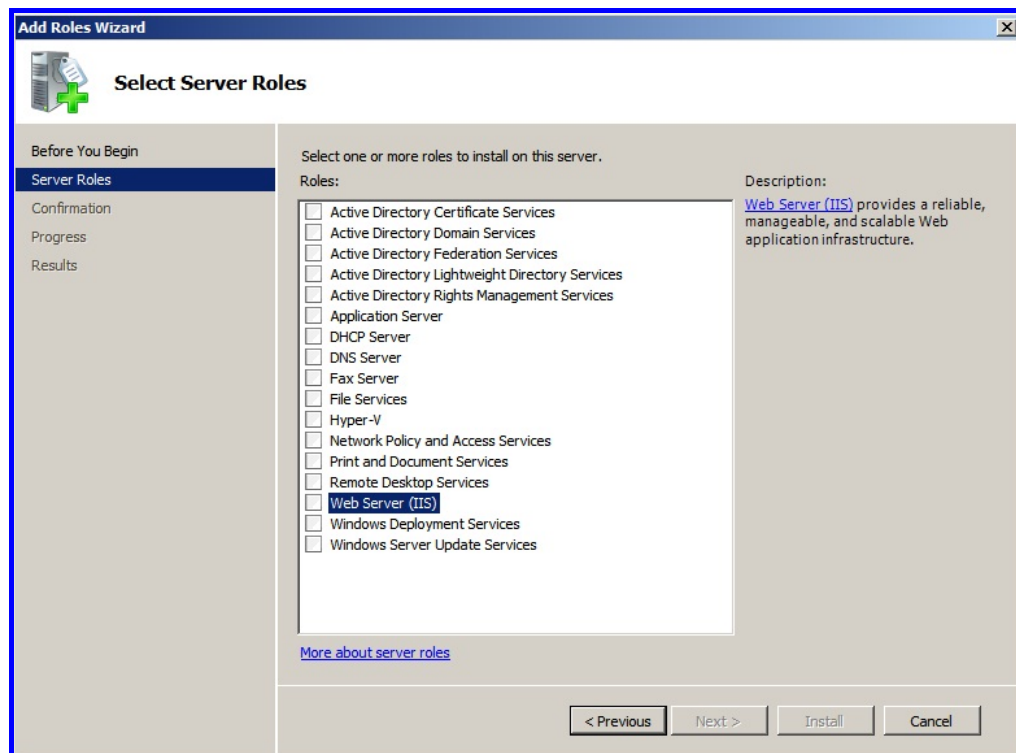 Add Roles Wizard
Select Server Roles
Before You Begin
Server Roles
Confirmation
Progress
Results
Select one or more roles to install on this server.
Roles:
Active Directory Certificate Services
Active Directory Domain Services
Active Directory Federation Services
Active Directory Lightweight Directory Services
Active Directory Rights Management Services
Application Server
DHCP Server
DNS Server
Fax Server
File Services
Hyper-V
Network Policy and Access Services
Print and Document Services
Remote Desktop Services
Web Server (IIS)
Windows Deployment Services
Windows Server Update Services
More about server roles
Description:
Web Server (IIS) provides a reliable,
manageable, and scalable Web
application infrastructure.
< Previous
Next >
Install
Cancel